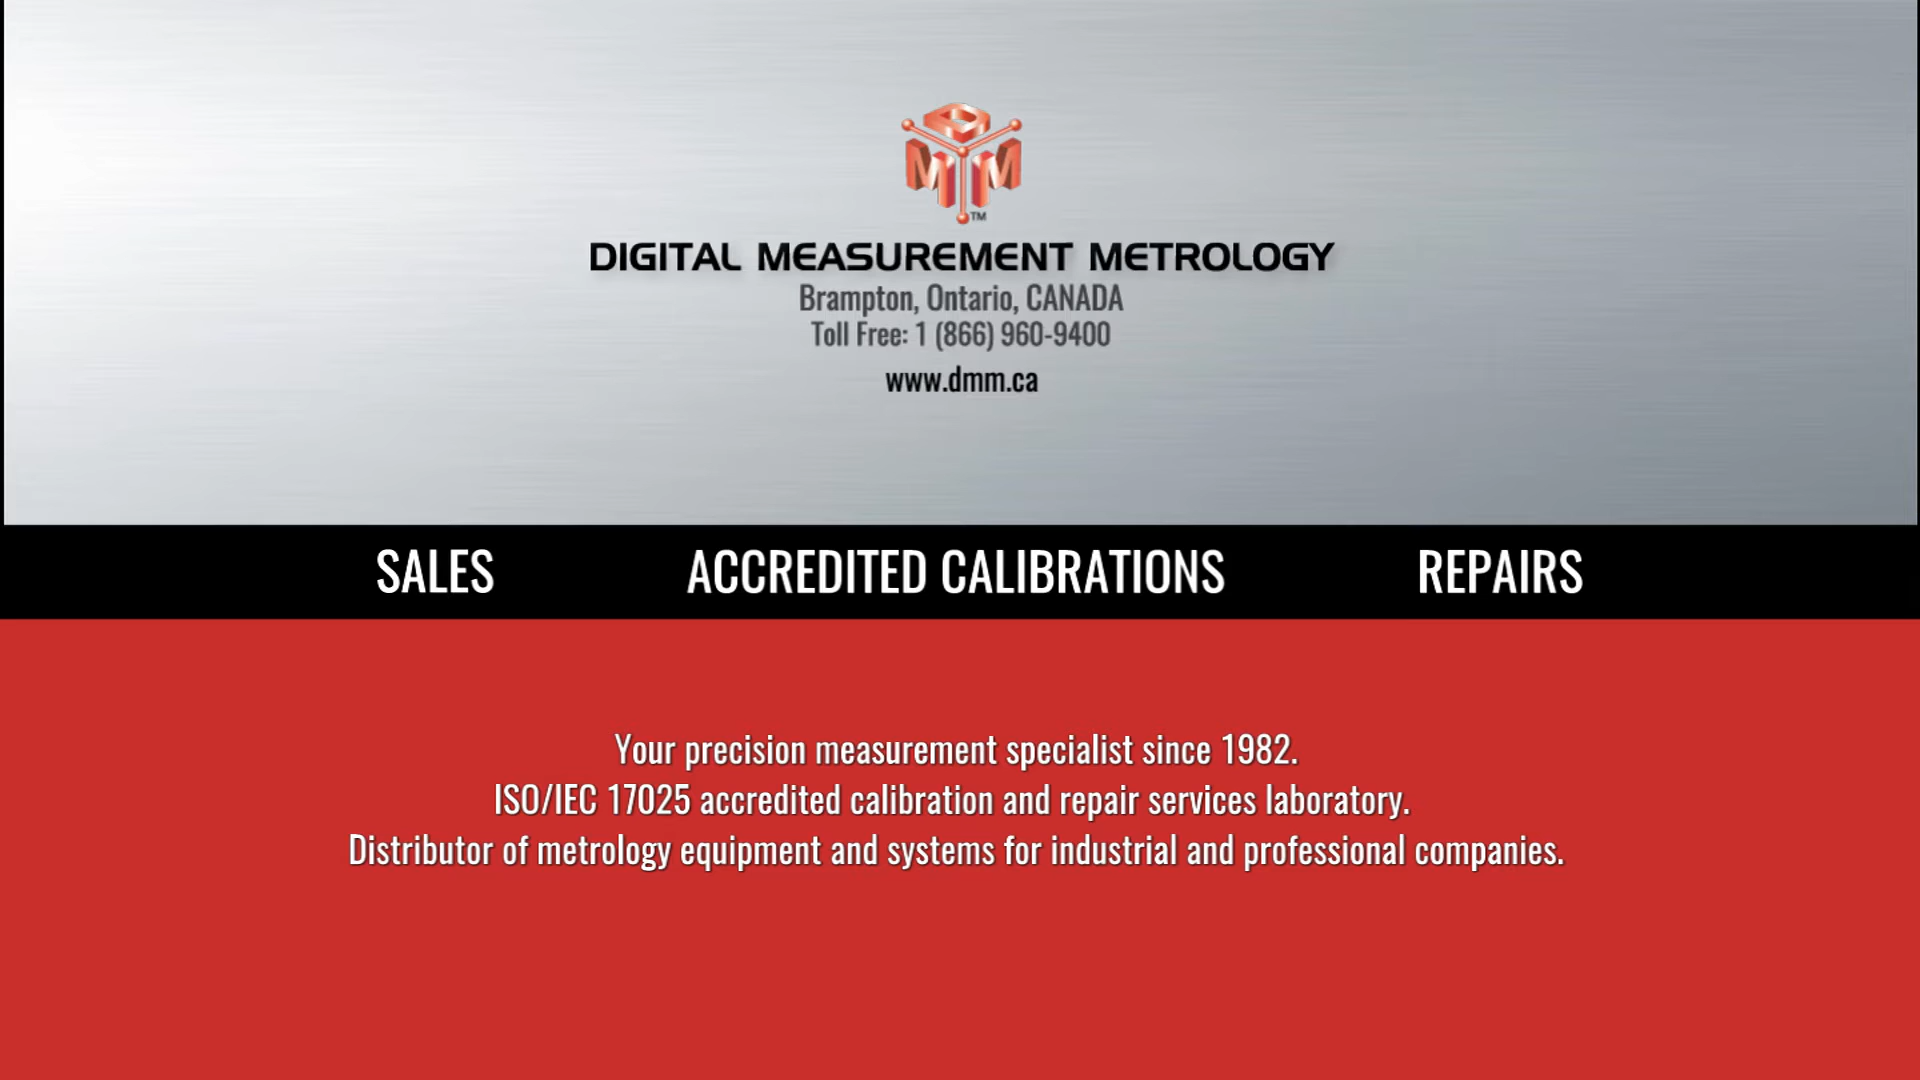 DMM™
DIGITAL MEASUREMENT METROLOGY
Brampton, Ontario, CANADA
Toll Free: 1 (866) 960-9400
www.dmm.ca
SALES ACCREDITED CALIBRATIONS REPAIRS
Your precision measurement specialist since 1982.
ISO/IEC 17025 accredited calibration and repair services laboratory.
Distributor of metrology equipment and systems for industrial and professional companies.